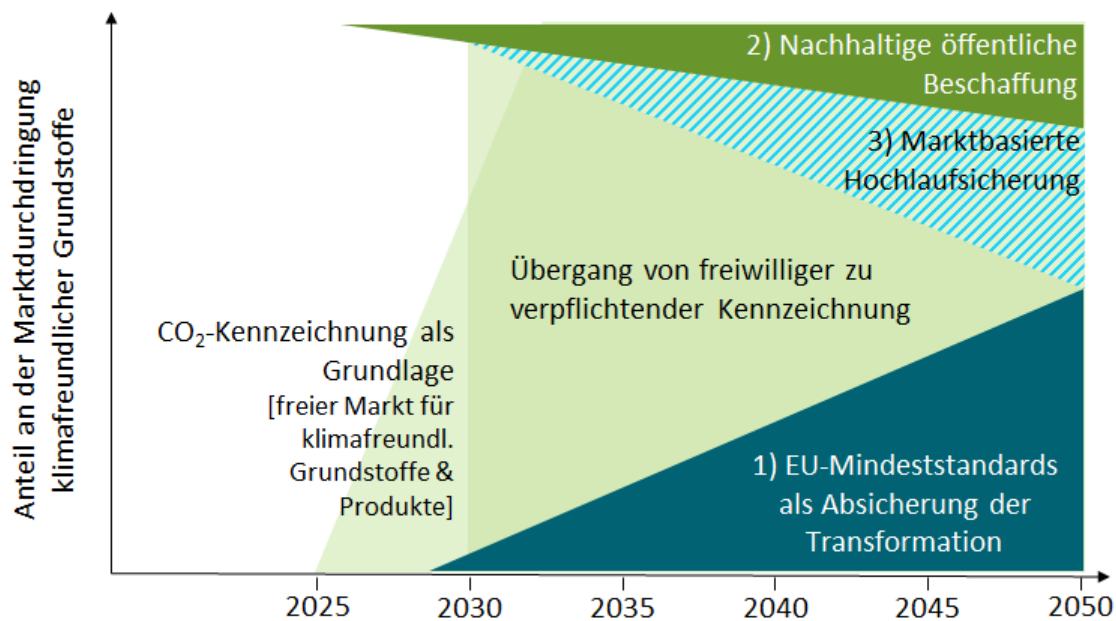 Anteil an der Marktdurchdringung
klimafreundlicher Grundstoffe
2) Nachhaltige öffentliche
Beschaffung
3) Marktbasierte
Hochlaufsicherung
Übergang von freiwilliger zu
verpflichtender Kennzeichnung
CO₂-Kennzeichnung als
Grundlage
[freier Markt für
klimafreundl.
Grundstoffe &
Produkte]
1) EU-Mindeststandards
als Absicherung der
Transformation
2025 2030 2035 2040 2045 2050